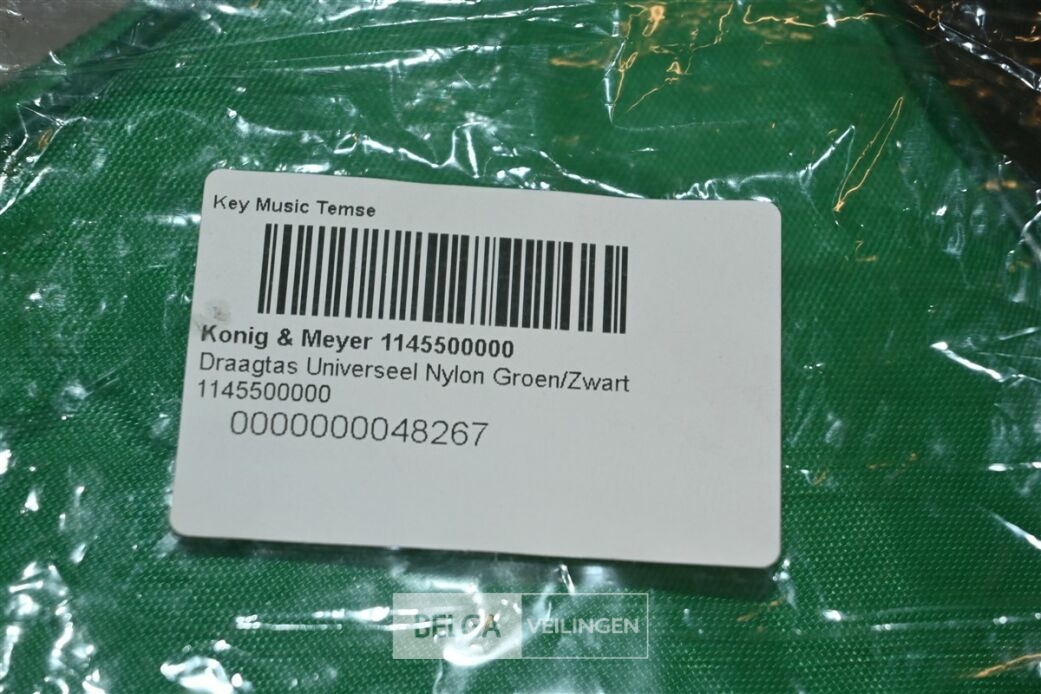 Key Music Temse
Konig & Meyer 1145500000
Draagtas Universeel Nylon Groen/Zwart
1145500000
0000000048267
BELGA VEILINGEN